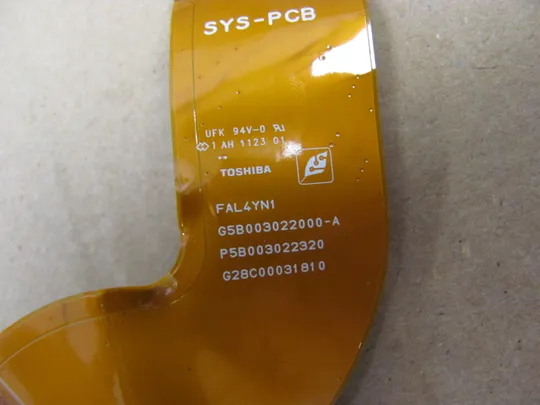 SYS-PCB
UFK 94V-0
1 AH 1123 01
**
TOSHIBA
FAL4YN1
G5B003022000-A
P5B003022320
G28C00031810